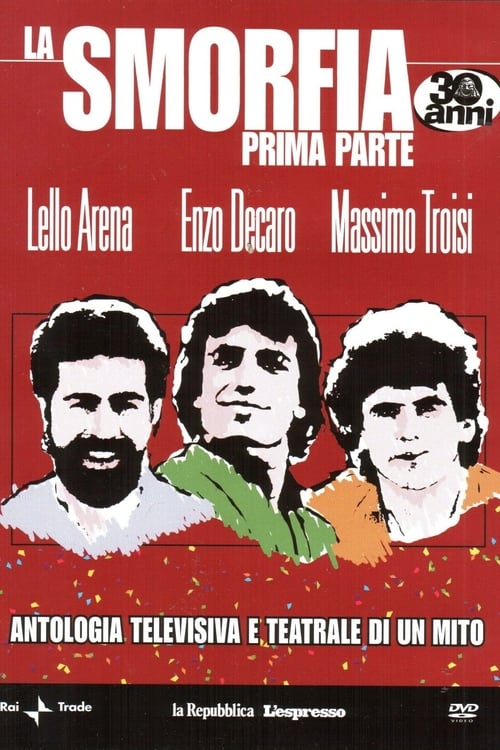 LA SMORFIA
PRIMA PARTE
30 anni
Lello Arena Enzo Decaro Massimo Troisi
ANTOLOGIA TELEVISIVA E TEATRALE DI UN MITO
Rai Trade la Repubblica L'espresso DVD VIDEO